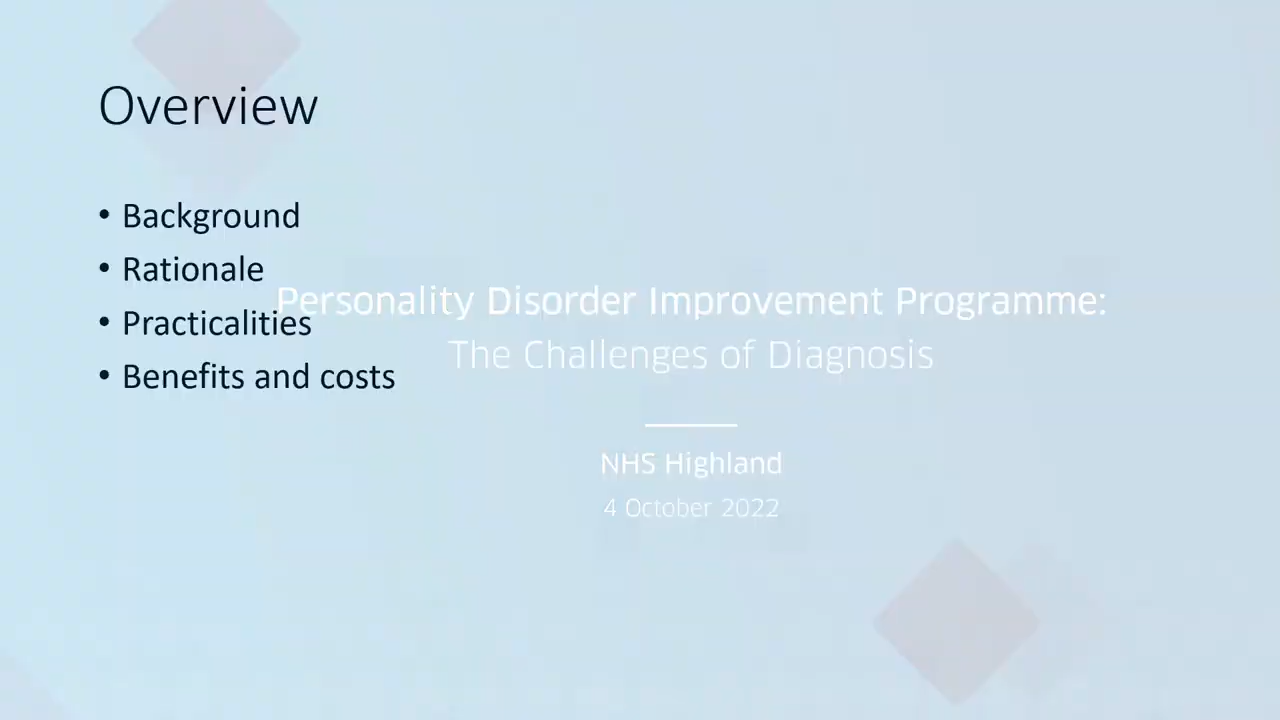 Overview
• Background
• Rationale
• Practicalities
• Benefits and costs
Personality Disorder Improvement Programme:
The Challenges of Diagnosis
NHS Highland
4 October 2022